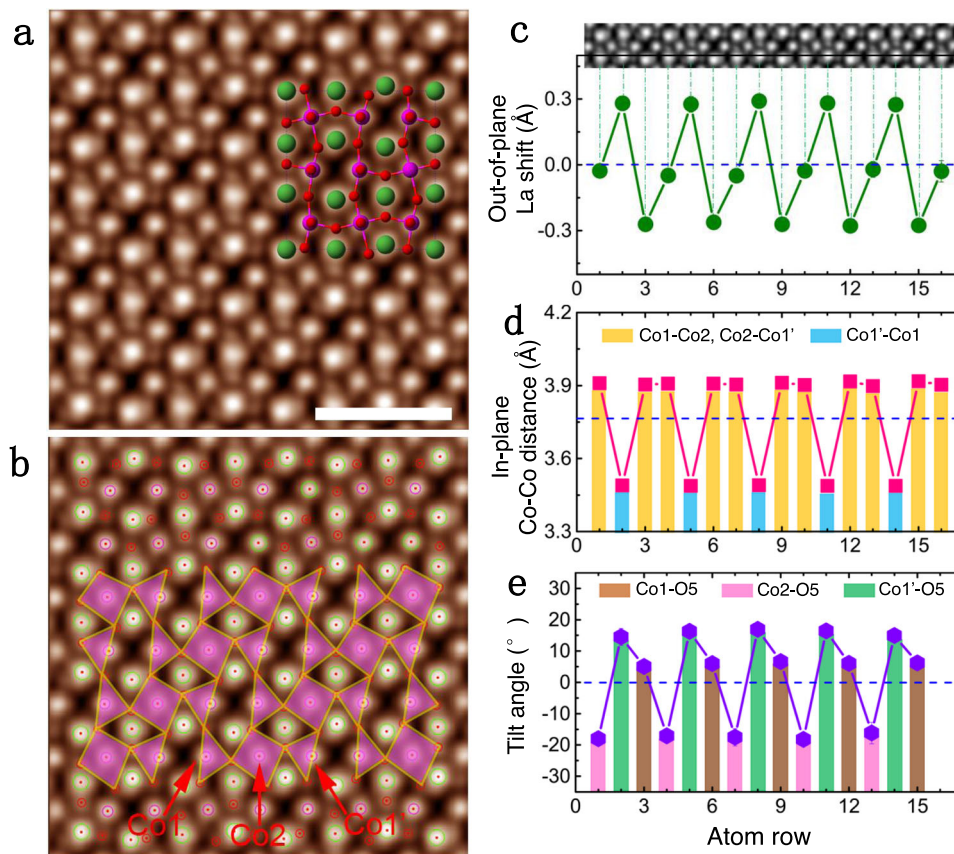 a
b
Co1
Co2
Co1'
c
Out-of-plane
La shift (Å)
0.3
0.0
-0.3
0 3 6 9 12 15
d
Co1-Co2, Co2-Co1’
Co1’-Co1
In-plane
Co-Co distance (Å)
4.2
3.9
3.6
3.3
0 3 6 9 12 15
e
Co1-O5
Co2-O5
Co1’-O5
Tilt angle (°)
30
20
10
0
-10
-20
-30
0 3 6 9 12 15
Atom row